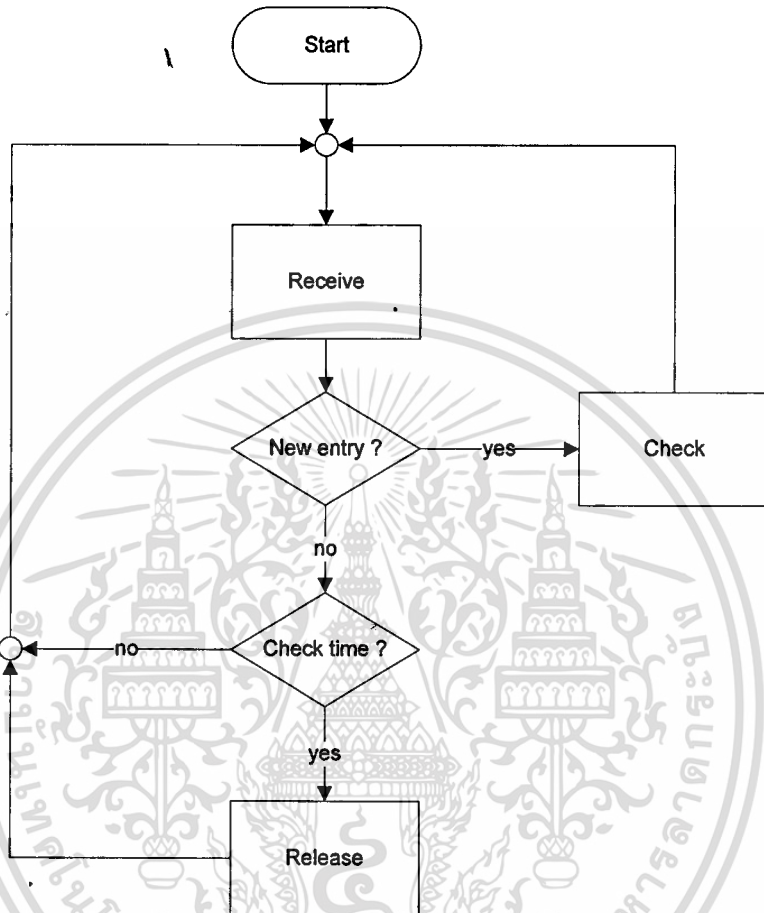 Start
Receive
New entry ?
yes
Check
no
Check time ?
no
yes
Release